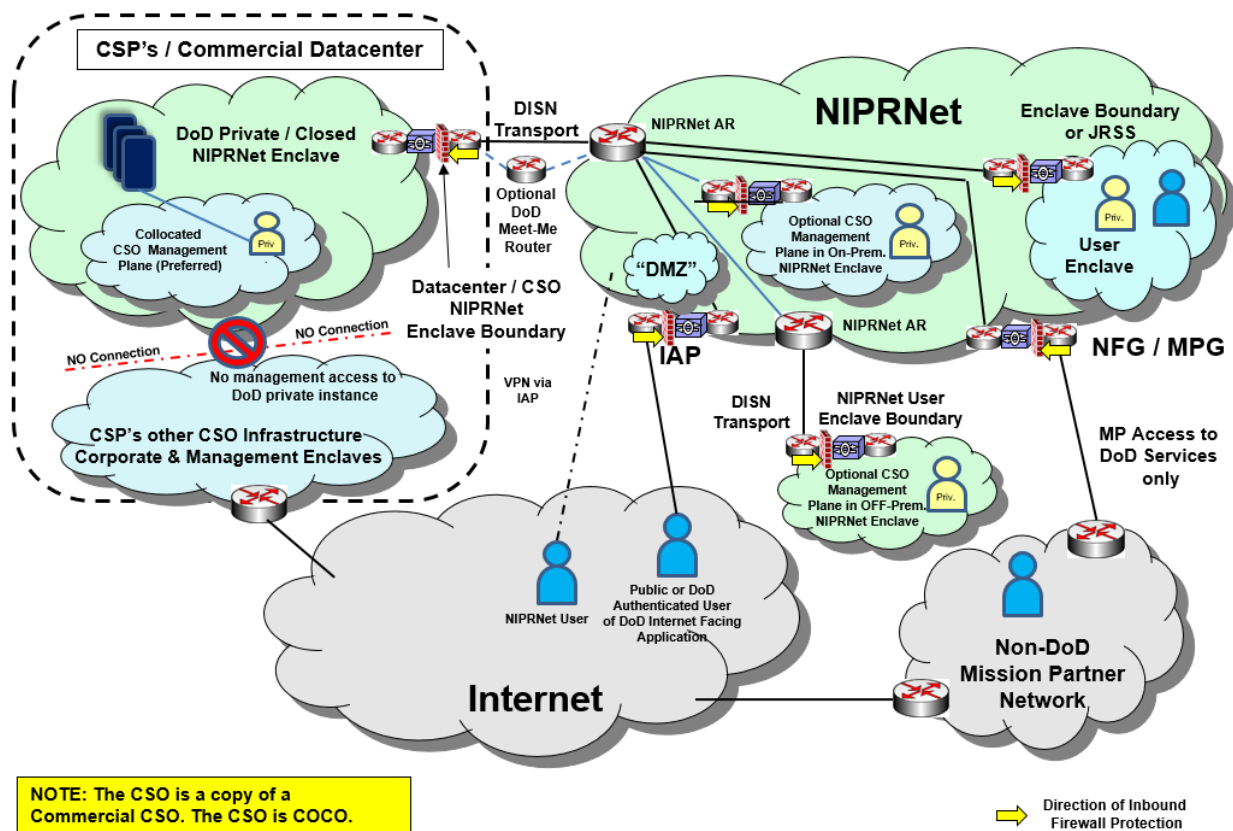 CSP's / Commercial Datacenter
DoD Private / Closed
NIPRNet Enclave
Collocated
CSO Management
Plane (Preferred)
Priv
DISN
Transport
Optional
DoD
Meet-Me
Router
Datacenter / CSO
NIPRNet
Enclave Boundary
NO Connection
NO Connection
No management access to
DoD private instance
CSP's other CSO Infrastructure
Corporate & Management Enclaves
NIPRNet
NIPRNet AR
Enclave Boundary
or JRSS
Priv.
User
Enclave
Optional CSO
Management
Plane in On-Prem.
NIPRNet Enclave
Priv.
"DMZ"
IAP
NIPRNet AR
NFG / MPG
VPN via
IAP
DISN
Transport
NIPRNet User
Enclave Boundary
Optional CSO
Management
Plane in OFF-Prem.
NIPRNet Enclave
Priv.
MP Access to
DoD Services
only
NIPRNet User
Public or DoD
Authenticated User
of DoD Internet Facing
Application
Internet
Non-DoD
Mission Partner
Network
NOTE: The CSO is a copy of a
Commercial CSO. The CSO is COCO.
Direction of Inbound
Firewall Protection